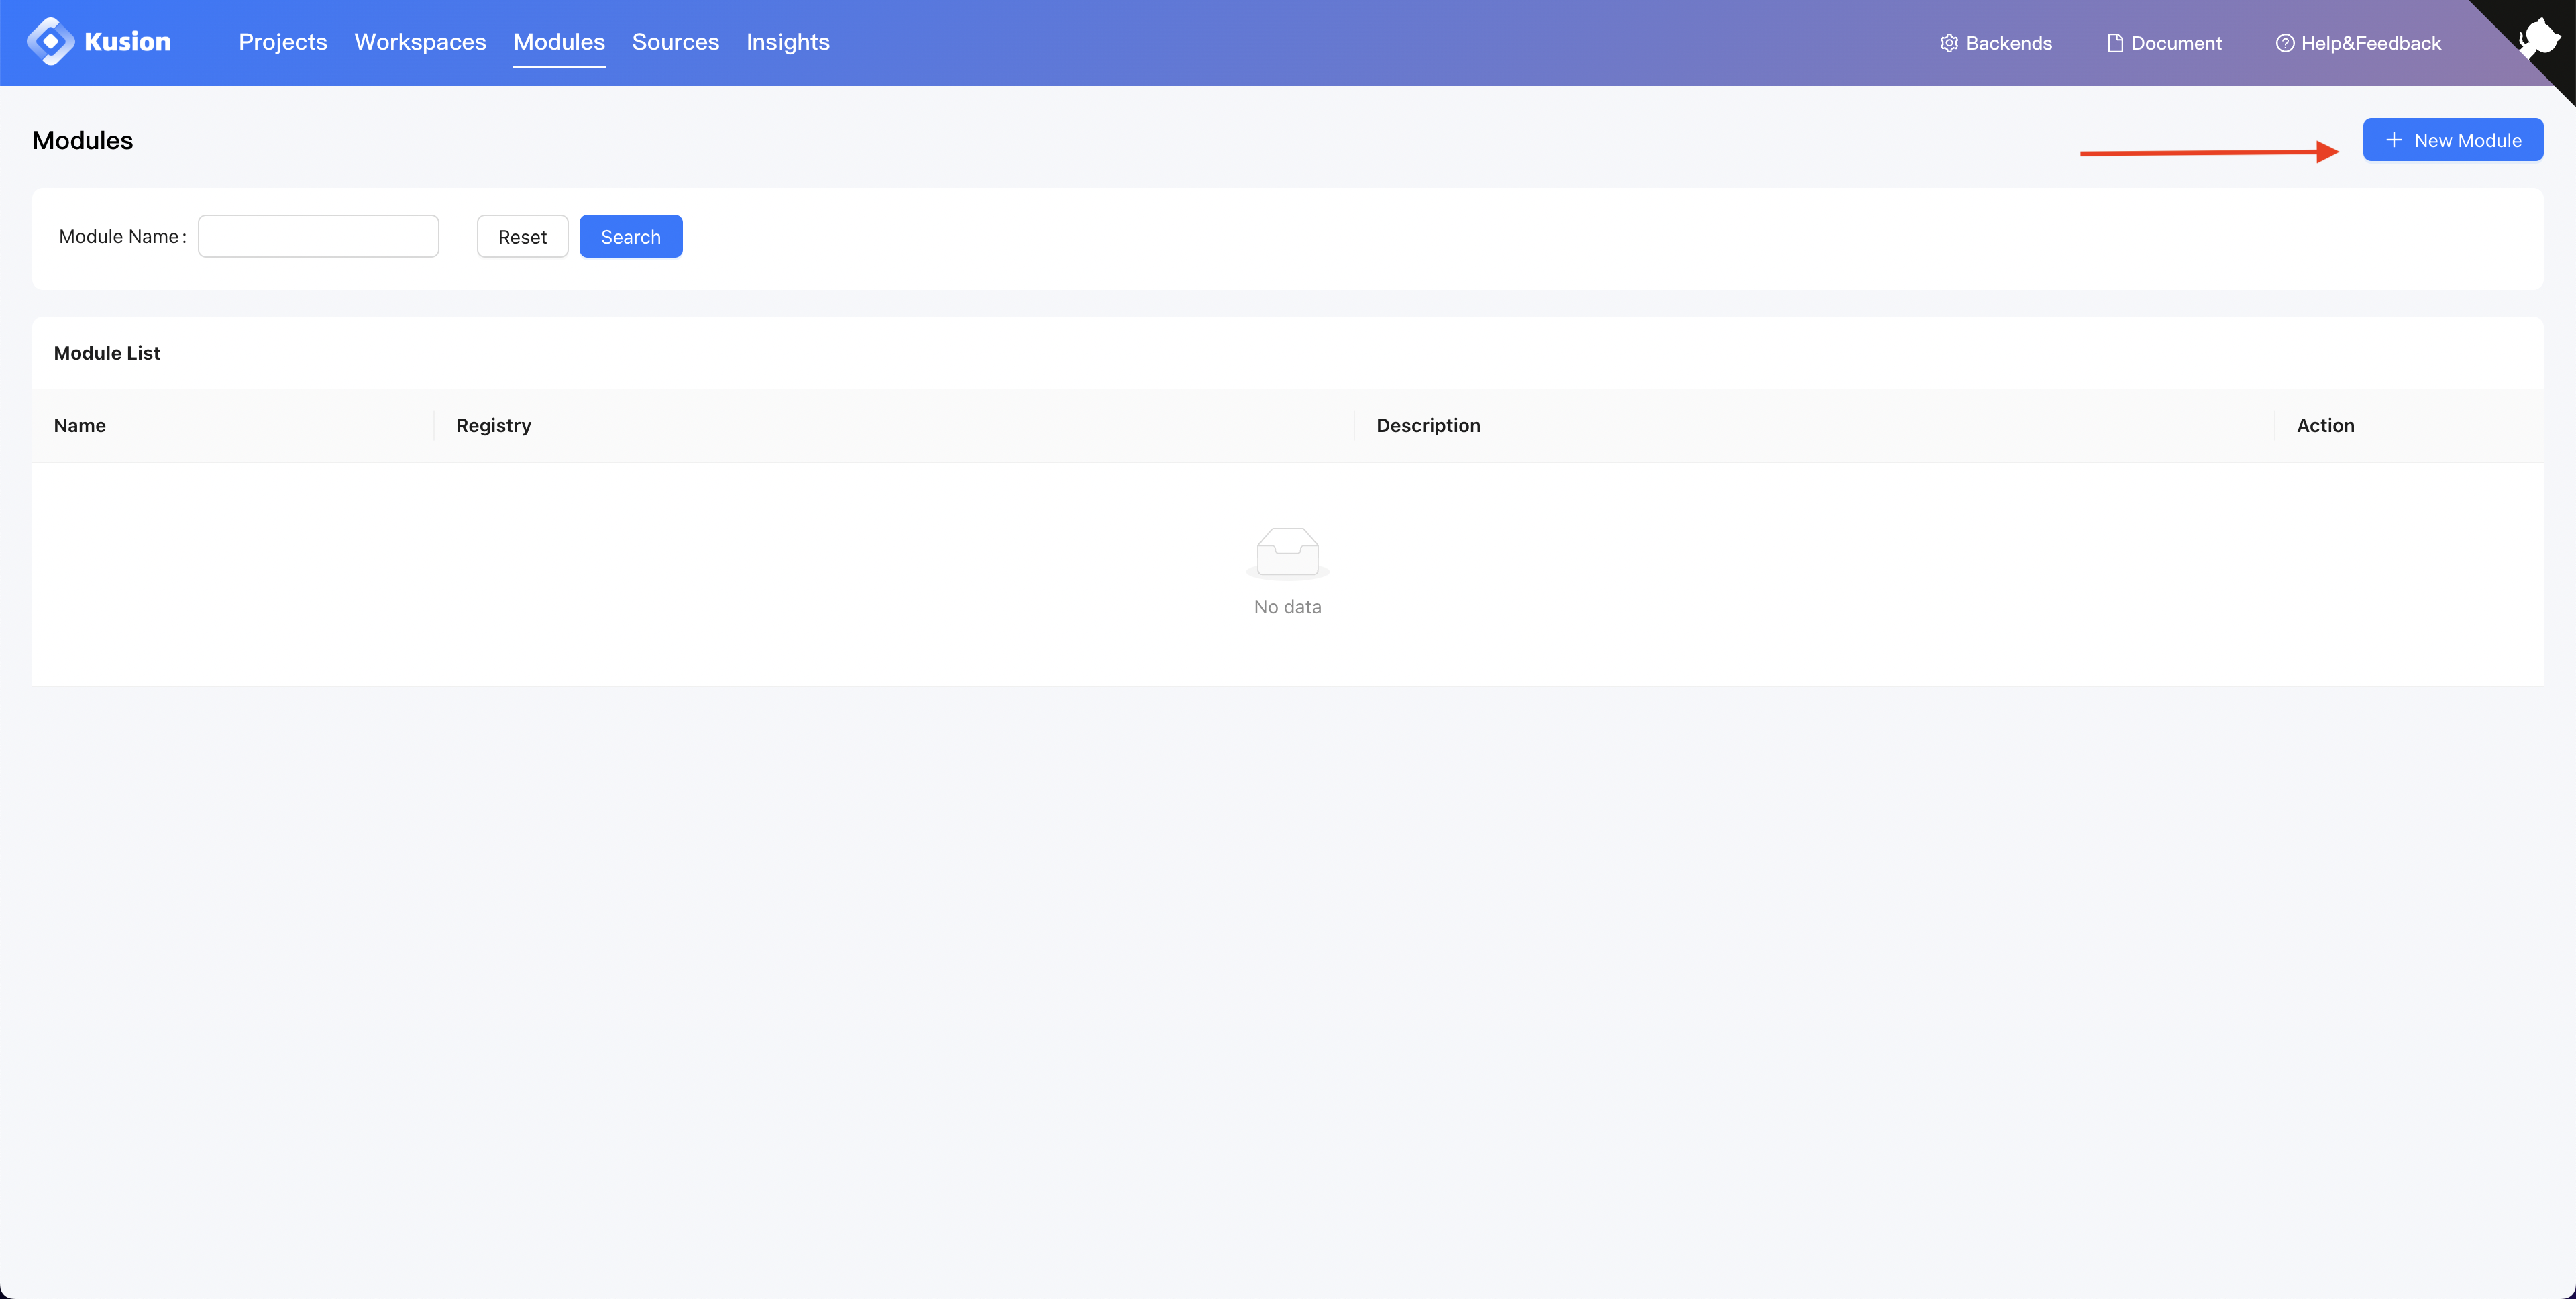 Kusion Projects Workspaces Modules Sources Insights Backends Document Help&Feedback
Modules
New Module
Module Name: Reset Search
Module List
Name Registry Description Action
No data